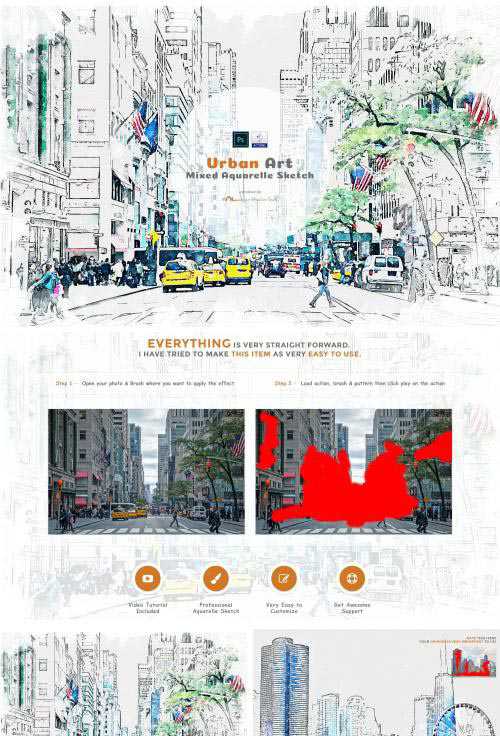 Ps
Urban Art
Mixed Aquarelle Sketch
EVERYTHING IS VERY STRAIGHT FORWARD.
I HAVE TRIED TO MAKE THIS ITEM AS VERY EASY TO USE.
Step 1 - Open your photo & Brush where you want to apply the effect
Step 2 - Load action, brush & pattern then click play on the action
Video Tutorial
Included
Professional
Aquarelle Sketch
Very Easy to
Customize
Get Awesome
Support